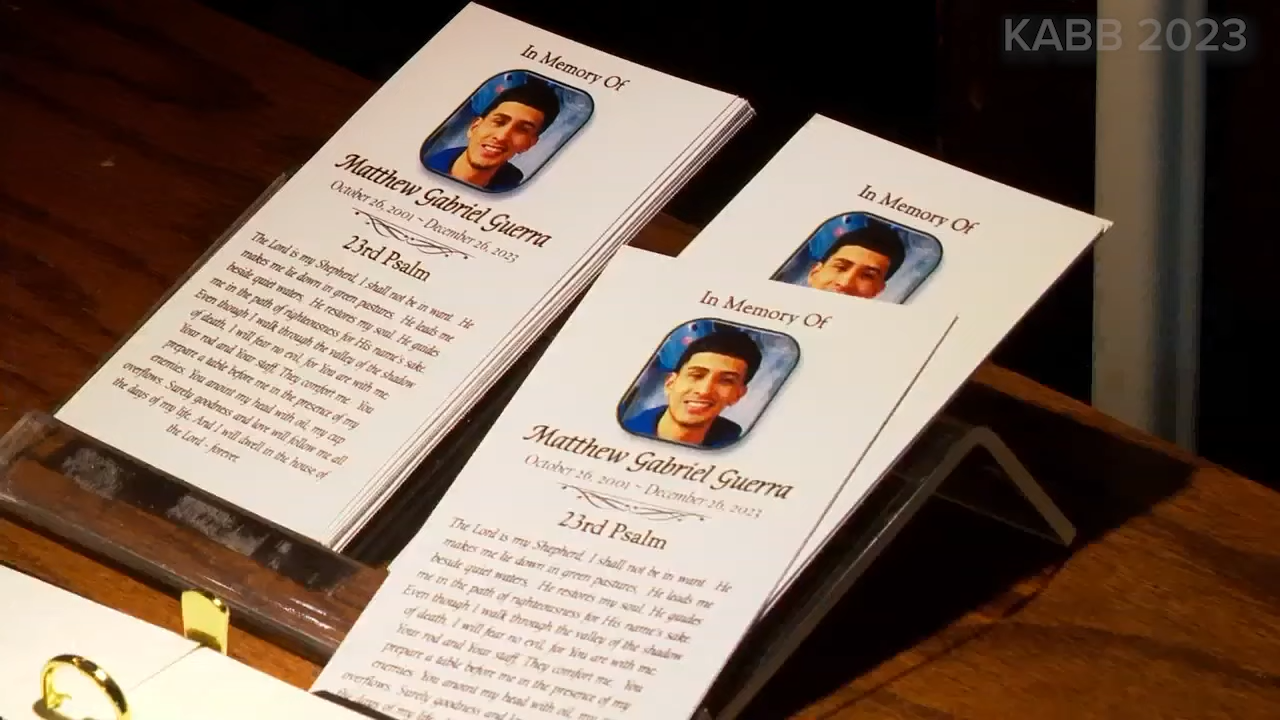 KABB 2023
In Memory Of
Matthew Gabriel Guerra
October 26, 2001 ~ December 26, 2023
23rd Psalm
The Lord is my Shepherd, I shall not be in want. He
makes me lie down in green pastures. He leads me
beside quiet waters. He restores my soul. He guides
me in the path of righteousness for His name's sake.
Even though I walk through the valley of the shadow
of death, I will fear no evil, for You are with me.
Your rod and Your staff, They comfort me. You
prepare a table before me in the presence of my
enemies. You anoint my head with oil, my cup
overflows. Surely goodness and love will follow me all
the days of my life. And I will dwell in the house of
the Lord - forever.
In Memory Of
In Memory Of
Matthew Gabriel Guerra
October 26, 2001 ~ December 26, 2023
23rd Psalm
The Lord is my Shepherd, I shall not be in want. He
makes me lie down in green pastures. He leads me
beside quiet waters. He restores my soul. He guides
me in the path of righteousness for His name's sake.
Even though I walk through the valley of the shadow
of death, I will fear no evil, for You are with me.
Your rod and Your staff, They comfort me. You
prepare a table before me in the presence of my
enemies. You anoint my head with oil, my
overflows. Surely goodness and
the days of my life.